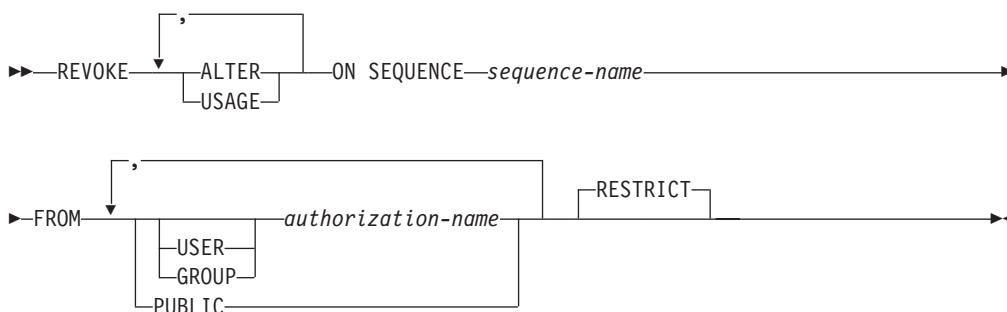 ,
REVOKE ALTER ON SEQUENCE sequence-name
USAGE
,
RESTRICT
FROM authorization-name
USER
GROUP
PUBLIC